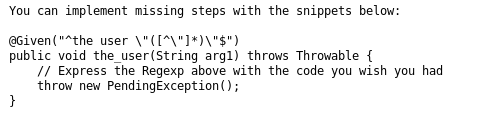 You can implement missing steps with the snippets below:

@Given("^the user \"([^\"]*)\"$")
public void the_user(String arg1) throws Throwable {
    // Express the Regexp above with the code you wish you had
    throw new PendingException();
}